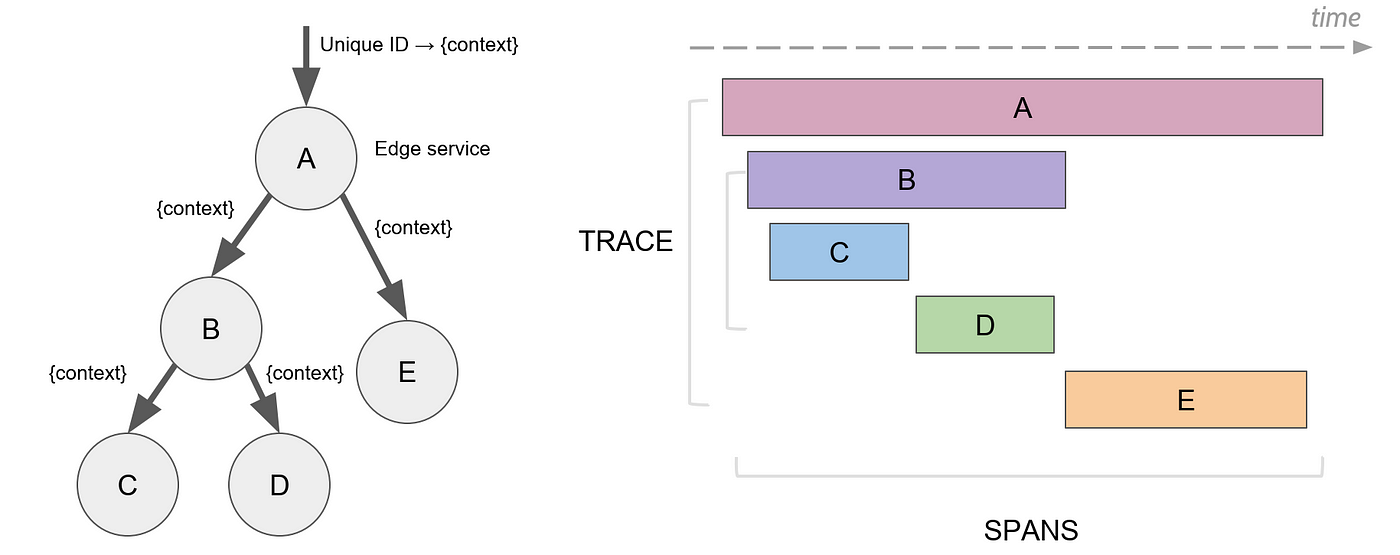 Unique ID → {context}
A
Edge service
{context}
{context}
B
E
{context}
{context}
C
D
time
A
B
TRACE
C
D
E
SPANS